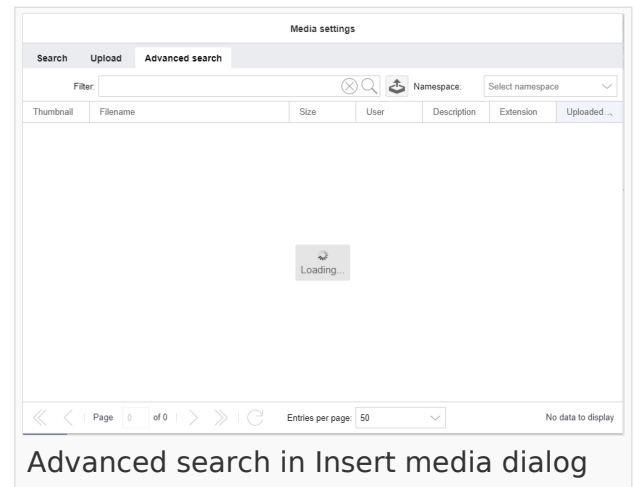 Media settings
Search Upload Advanced search
Filter: Namespace: Select namespace
Thumbnail Filename Size User Description Extension Uploaded...
Loading...
Page 0 of 0 Entries per page: 50 No data to display
Advanced search in Insert media dialog